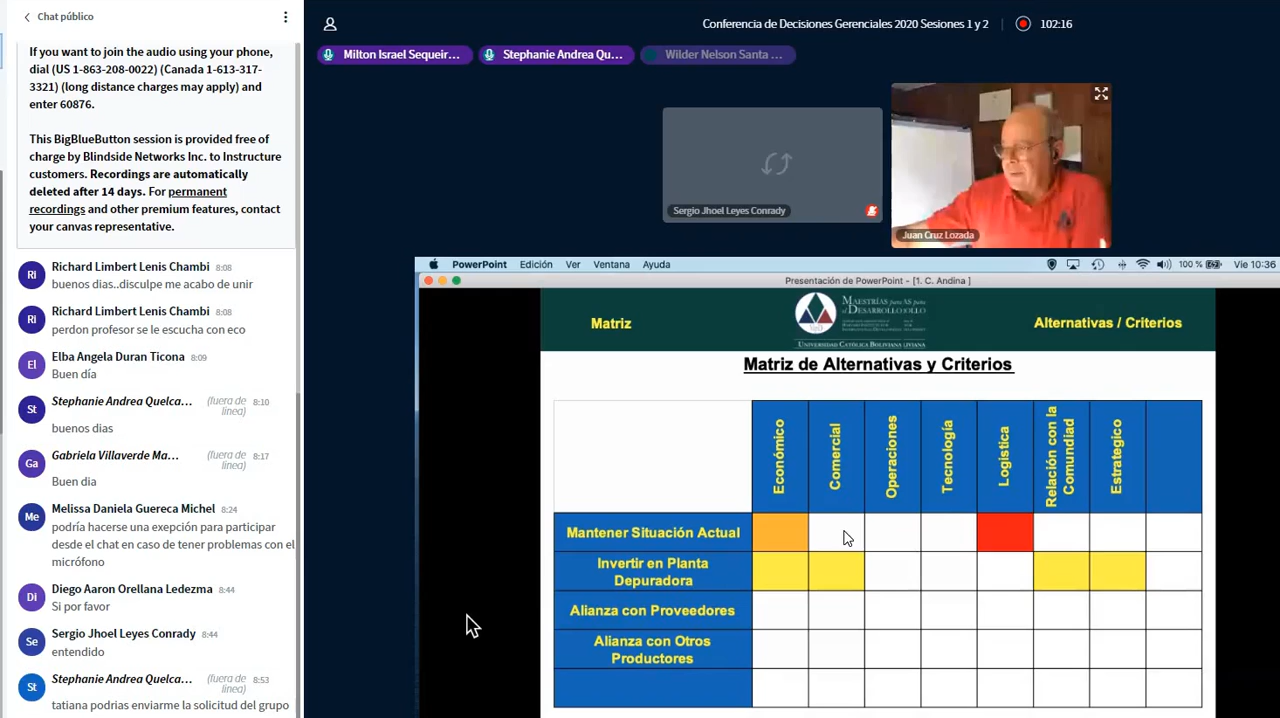 Chat público
If you want to join the audio using your phone,
dial (US 1-863-208-0022) (Canada 1-613-317-
3321) (long distance charges may apply) and
enter 60876.
This BigBlueButton session is provided free of
charge by Blindside Networks Inc. to Instructure
customers. Recordings are automatically
deleted after 14 days. For permanent
recordings and other premium features, contact
your canvas representative.
Ri Richard Limbert Lenis Chambi 8:08
buenos dias..disculpe me acabo de unir
Ri Richard Limbert Lenis Chambi 8:08
perdon profesor se le escucha con eco
El Elba Angela Duran Ticona 8:09
Buen día
St Stephanie Andrea Quelca... (fuera de línea) 8:10
buenos dias
Ga Gabriela Villaverde Ma... (fuera de línea) 8:17
Buen dia
Me Melissa Daniela Guereca Michel 8:24
podría hacerse una exepción para participar
desde el chat en caso de tener problemas con el
micrófono
Di Diego Aaron Orellana Ledezma 8:44
Si por favor
Se Sergio Jhoel Leyes Conrady 8:44
entendido
St Stephanie Andrea Quelca... (fuera de línea) 8:53
tatiana podrias enviarme la solicitud del grupo
Conferencia de Decisiones Gerenciales 2020 Sesiones 1 y 2 102:16
Milton Israel Sequeir... Stephanie Andrea Qu... Wilder Nelson Santa ...
Sergio Jhoel Leyes Conrady
Juan Cruz Lozada
PowerPoint Edición Ver Ventana Ayuda 100 % Vie 10:36
Presentación de PowerPoint - [1. C. Andina ]
Matriz
Alternativas / Criterios
Matriz de Alternativas y Criterios
Económico
Comercial
Operaciones
Tecnología
Logística
Relación con la
Comundiad
Estrategico
Mantener Situación Actual
Invertir en Planta
Depuradora
Alianza con Proveedores
Alianza con Otros
Productores